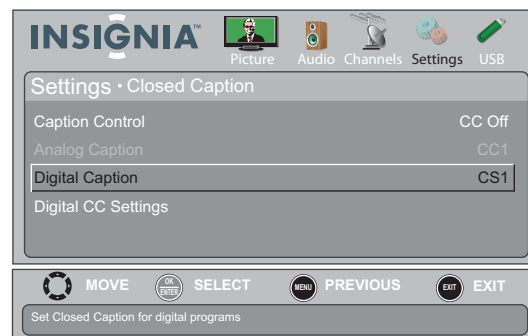 INSIGNIA™
Picture Audio Channels Settings USB
Settings · Closed Caption
Caption Control CC Off
Analog Caption CC1
Digital Caption CS1
Digital CC Settings
MOVE OK ENTER SELECT MENU PREVIOUS EXIT EXIT
Set Closed Caption for digital programs